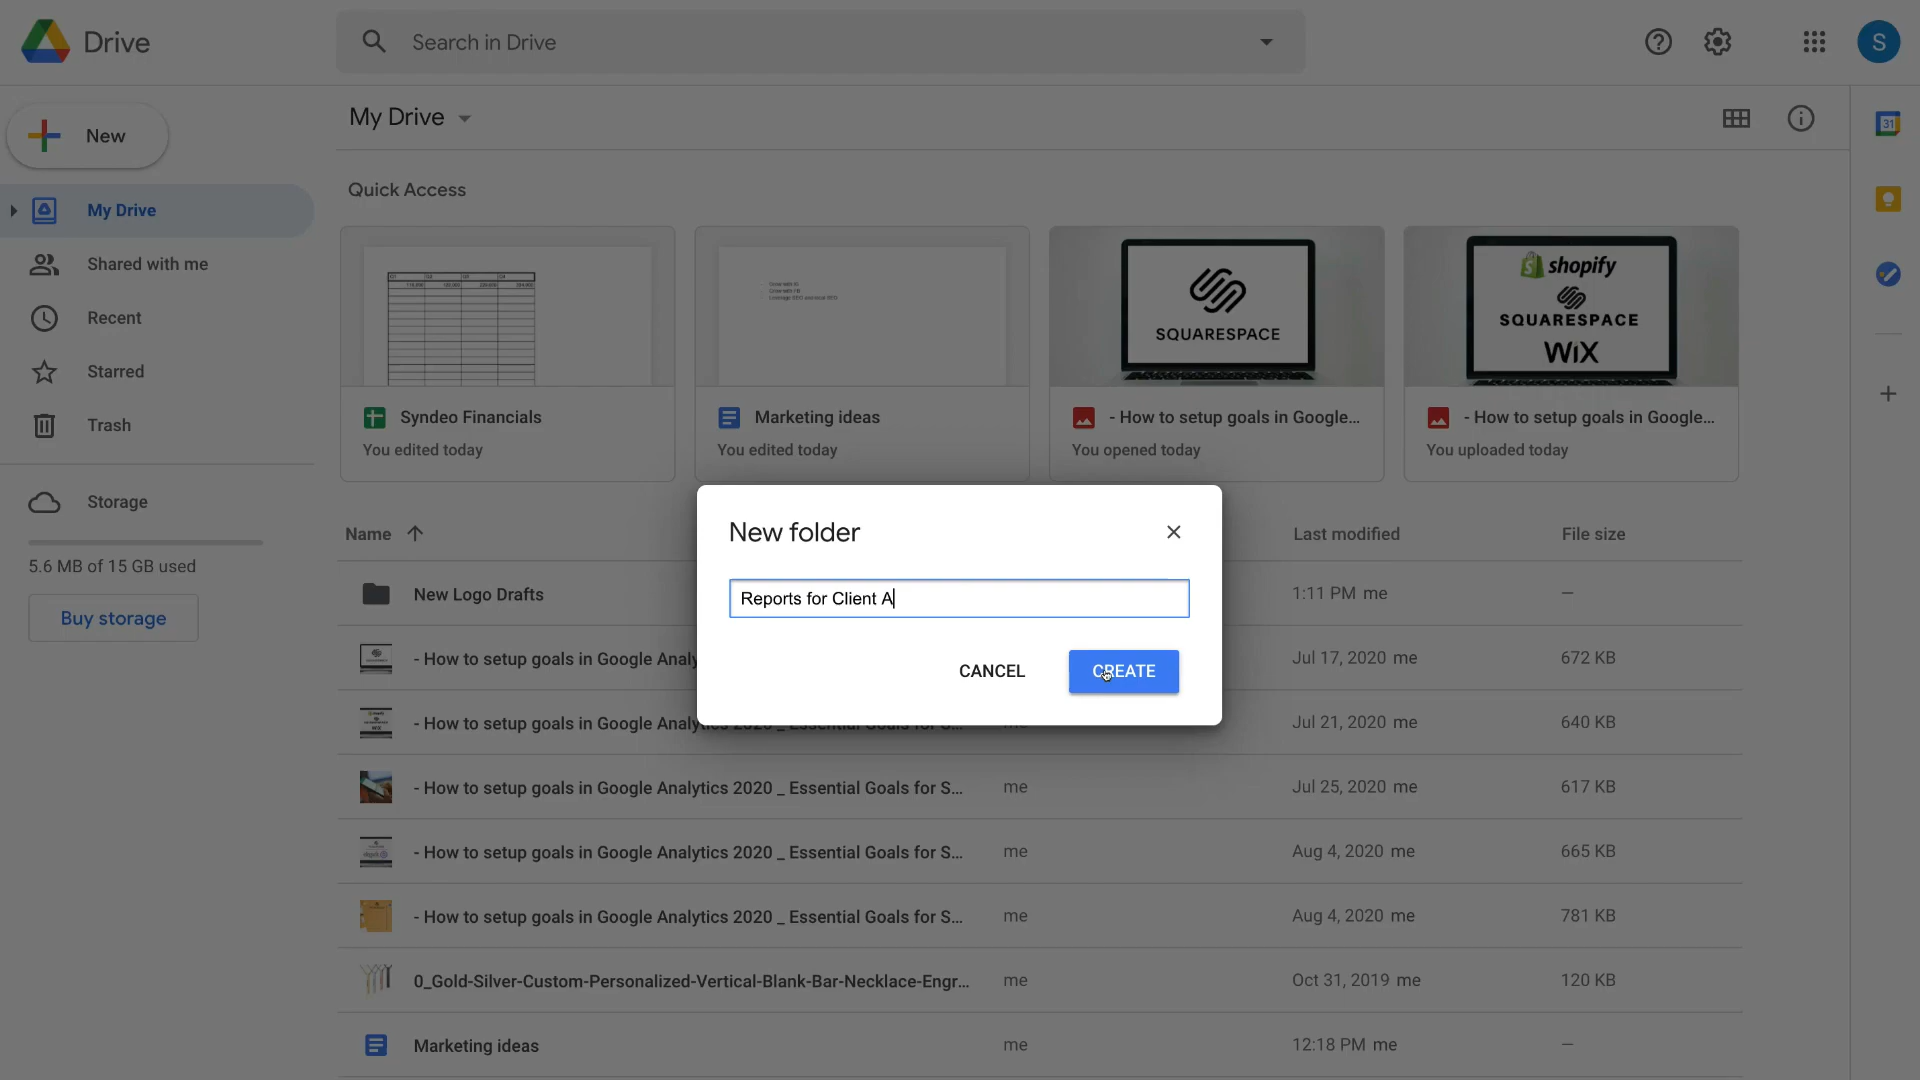 Drive
Search in Drive
S
New
My Drive
31
Quick Access
My Drive
Shared with me
Recent
Starred
Trash
SQUARESPACE
shopify
SQUARESPACE
WiX
Syndeo Financials
Marketing ideas
- How to setup goals in Google...
- How to setup goals in Google...
You edited today
You edited today
You opened today
You uploaded today
Storage
5.6 MB of 15 GB used
Buy storage
Name
Last modified
File size
New folder
Reports for Client A
CANCEL
CREATE
New Logo Drafts
1:11 PM me
–
- How to setup goals in Google Analy
Jul 17, 2020 me
672 KB
- How to setup goals in Google Analy
Jul 21, 2020 me
640 KB
- How to setup goals in Google Analytics 2020 _ Essential Goals for S...
me
Jul 25, 2020 me
617 KB
- How to setup goals in Google Analytics 2020 _ Essential Goals for S...
me
Aug 4, 2020 me
665 KB
- How to setup goals in Google Analytics 2020 _ Essential Goals for S...
me
Aug 4, 2020 me
781 KB
0_Gold-Silver-Custom-Personalized-Vertical-Blank-Bar-Necklace-Engr...
me
Oct 31, 2019 me
120 KB
Marketing ideas
me
12:18 PM me
–